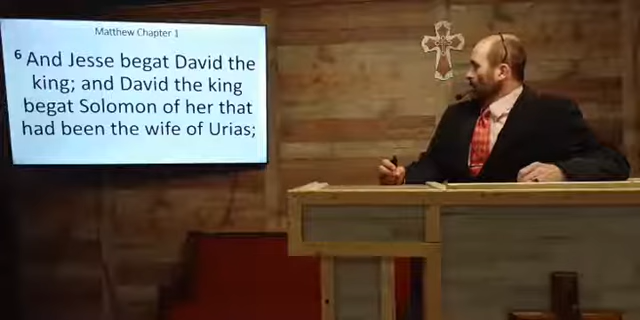 Matthew Chapter 1
6 And Jesse begat David the
king; and David the king
begat Solomon of her that
had been the wife of Urias;